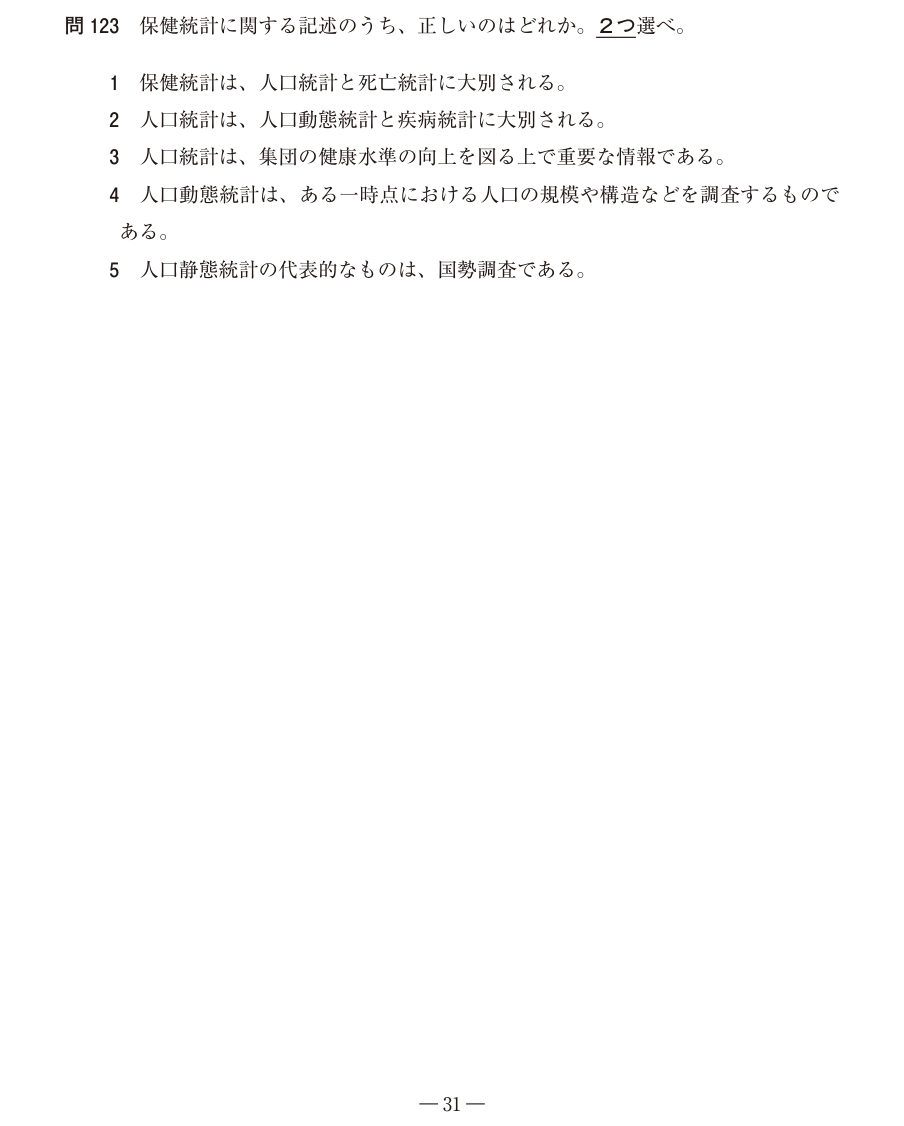 問 123　保健統計に関する記述のうち、正しいのはどれか。２つ選べ。
1　保健統計は、人口統計と死亡統計に大別される。
2　人口統計は、人口動態統計と疾病統計に大別される。
3　人口統計は、集団の健康水準の向上を図る上で重要な情報である。
4　人口動態統計は、ある一時点における人口の規模や構造などを調査するもので
ある。
5　人口静態統計の代表的なものは、国勢調査である。
― 31 ―